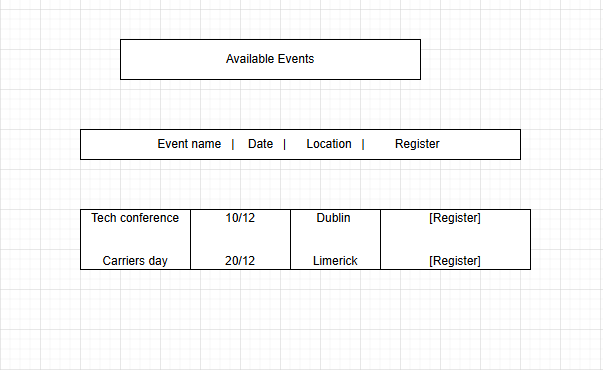 Available Events
Event name | Date | Location | Register
Tech conference 10/12 Dublin [Register]
Carriers day 20/12 Limerick [Register]